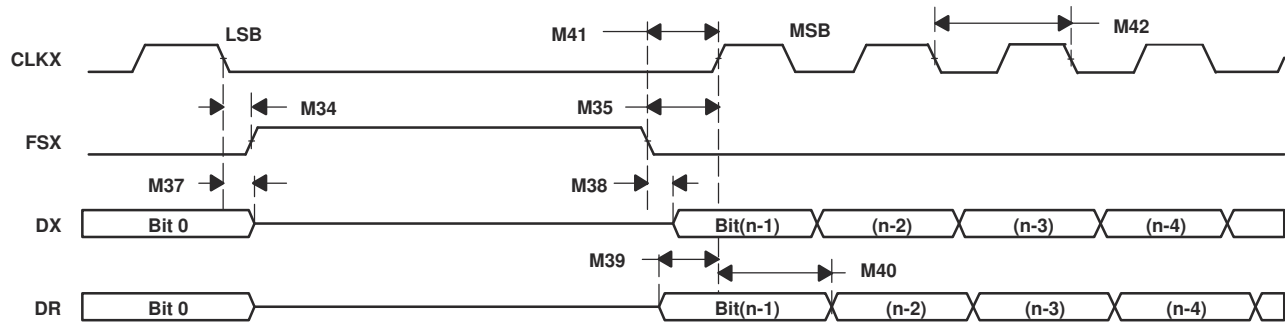 LSB
M41
MSB
M42
CLKX
M34
M35
FSX
M37
M38
DX
Bit 0
Bit(n-1)
(n-2)
(n-3)
(n-4)
M39
M40
DR
Bit 0
Bit(n-1)
(n-2)
(n-3)
(n-4)